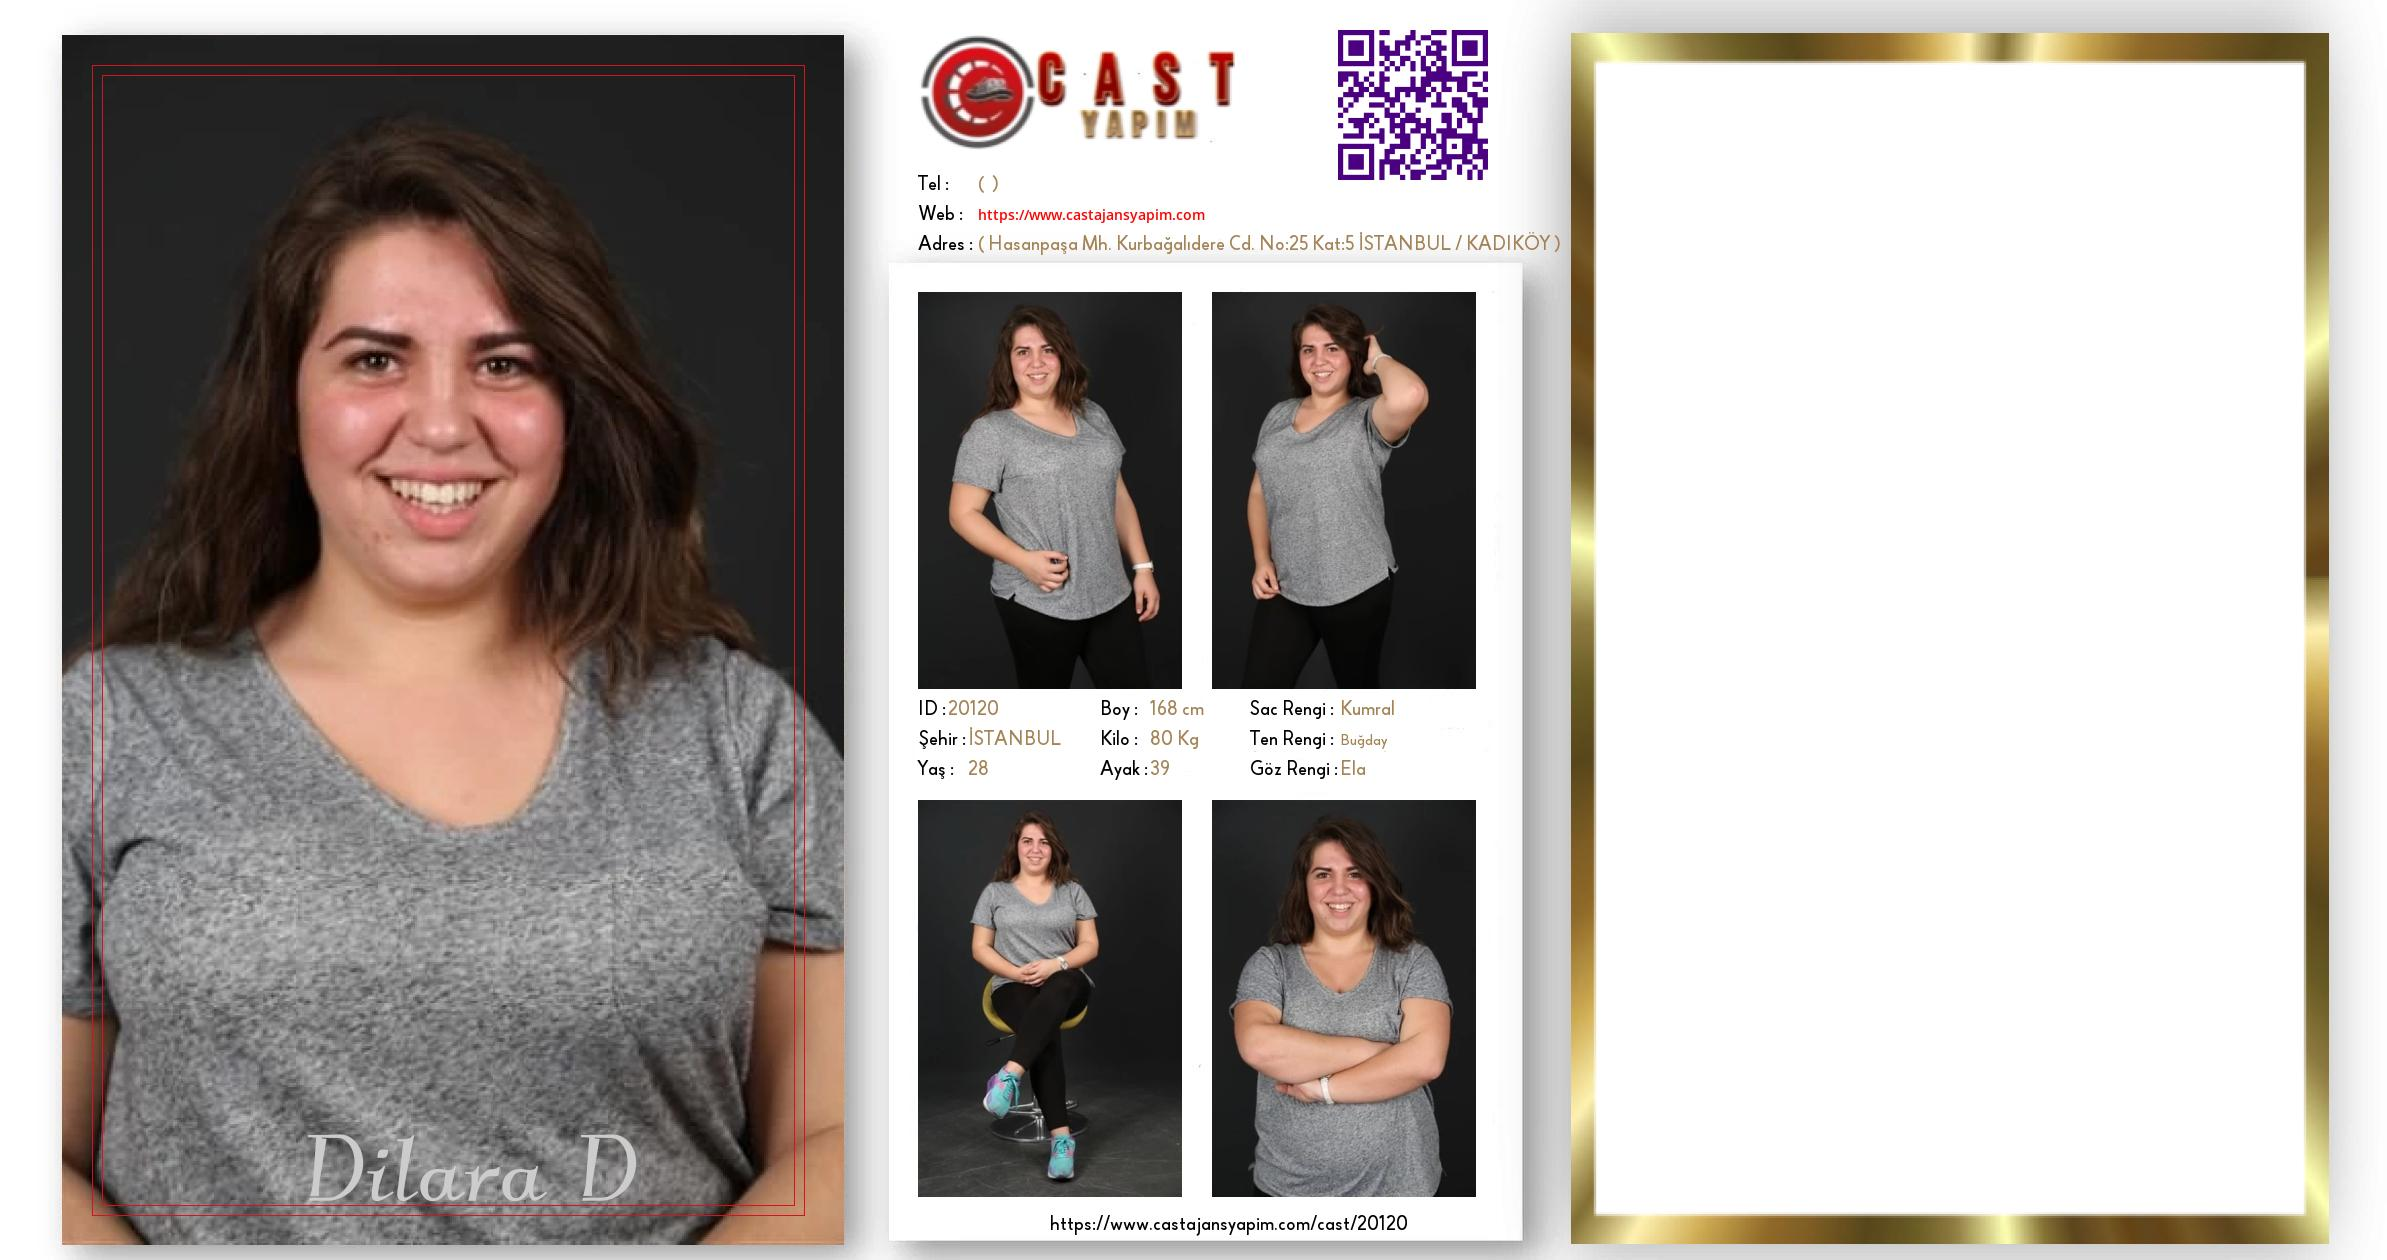 Dilara D
CAST
YAPIM
Tel : ( )
Web : https://www.castajansyapim.com
Adres : ( Hasanpaşa Mh. Kurbağalıdere Cd. No:25 Kat:5 İSTANBUL / KADIKÖY )
ID : 20120 Boy : 168 cm Sac Rengi : Kumral
Şehir : İSTANBUL Kilo : 80 Kg Ten Rengi : Buğday
Yaş : 28 Ayak : 39 Göz Rengi : Ela
https://www.castajansyapim.com/cast/20120